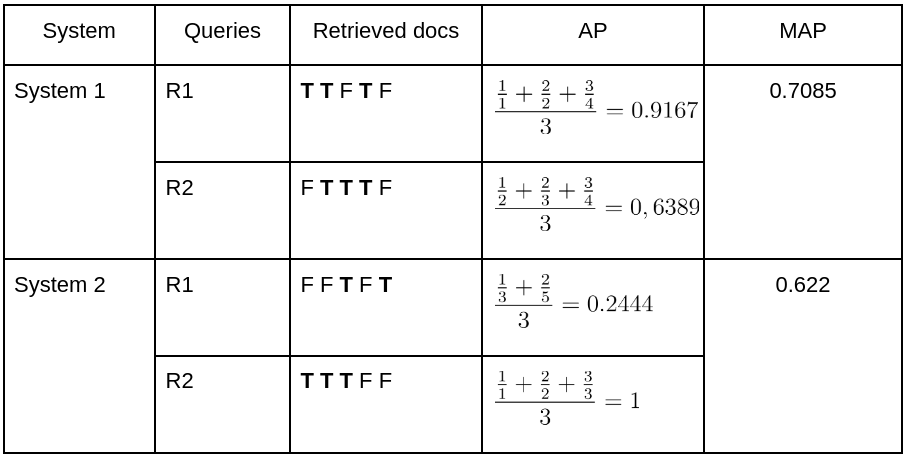 System Queries Retrieved docs AP MAP
System 1 R1 T T F T F \frac{\frac{1}{1} + \frac{2}{2} + \frac{3}{4}}{3} = 0.9167 0.7085
R2 F T T T F \frac{\frac{1}{2} + \frac{2}{3} + \frac{3}{4}}{3} = 0,6389
System 2 R1 F F T F T \frac{\frac{1}{3} + \frac{2}{5}}{3} = 0.2444 0.622
R2 T T T F F \frac{\frac{1}{1} + \frac{2}{2} + \frac{3}{3}}{3} = 1